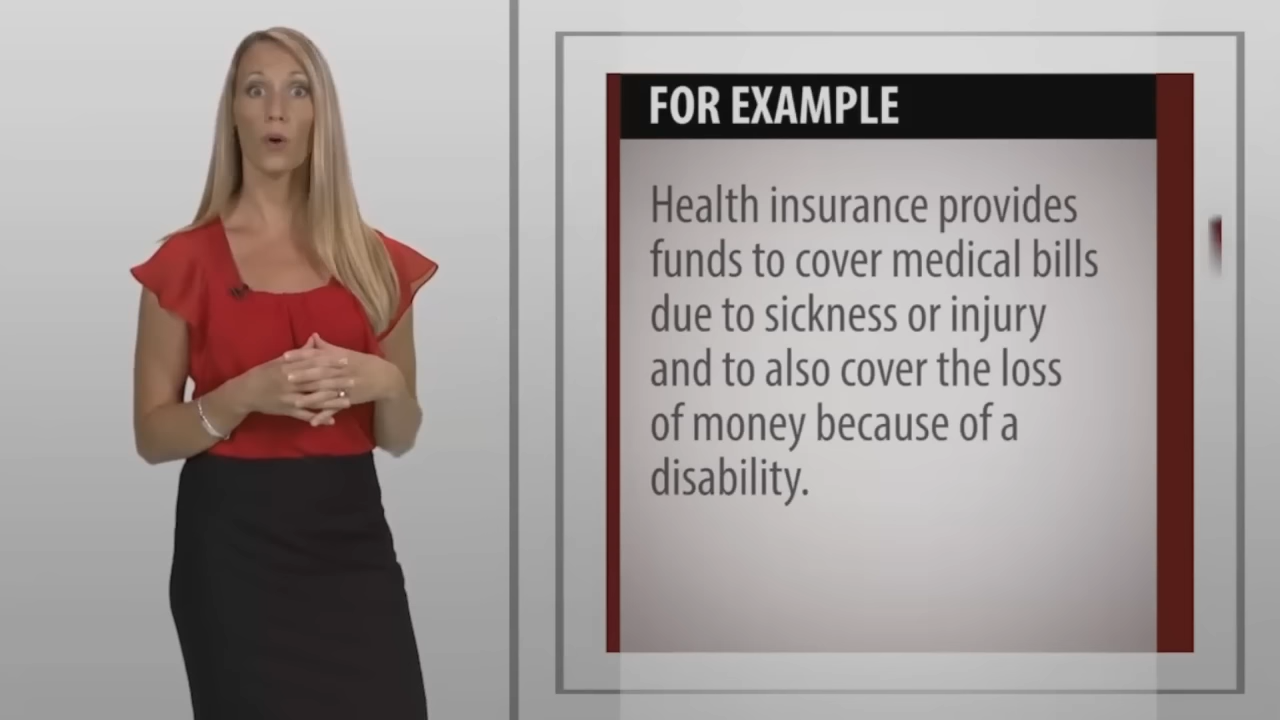 FOR EXAMPLE
Health insurance provides
funds to cover medical bills
due to sickness or injury
and to also cover the loss
of money because of a
disability.